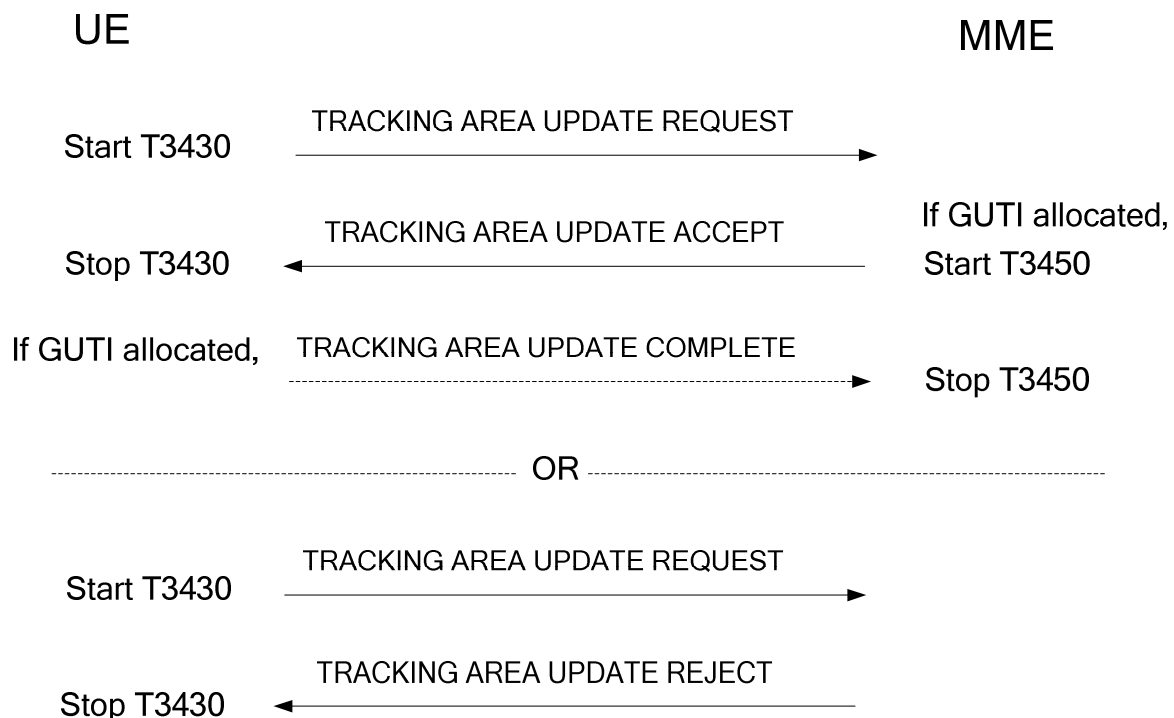 UE
MME
TRACKING AREA UPDATE REQUEST
Start T3430
If GUTI allocated,
TRACKING AREA UPDATE ACCEPT
Stop T3430
Start T3450
If GUTI allocated,
TRACKING AREA UPDATE COMPLETE
Stop T3450
OR
TRACKING AREA UPDATE REQUEST
Start T3430
TRACKING AREA UPDATE REJECT
Stop T3430